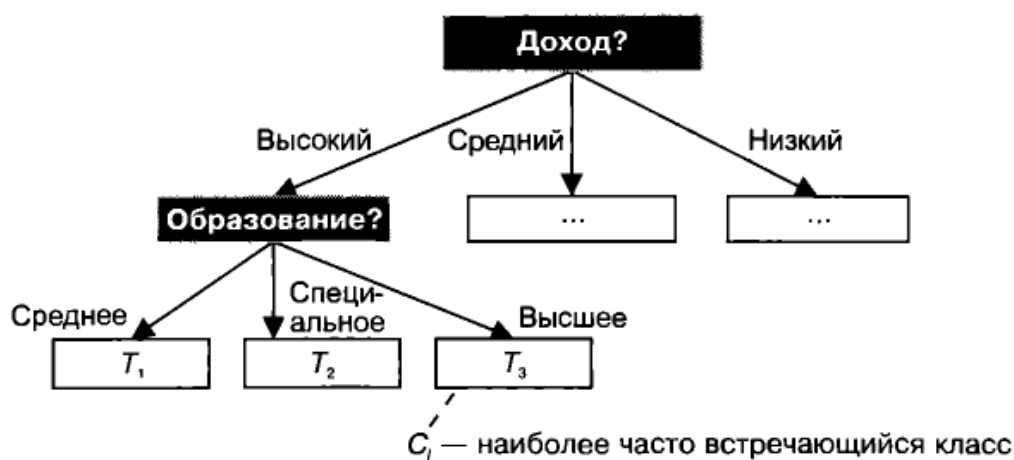 Доход?
Высокий
Средний
Низкий
Образование?
...
...
Среднее
Специ-
альное
Высшее
T₁
T₂
T₃
Cᵢ — наиболее часто встречающийся класс